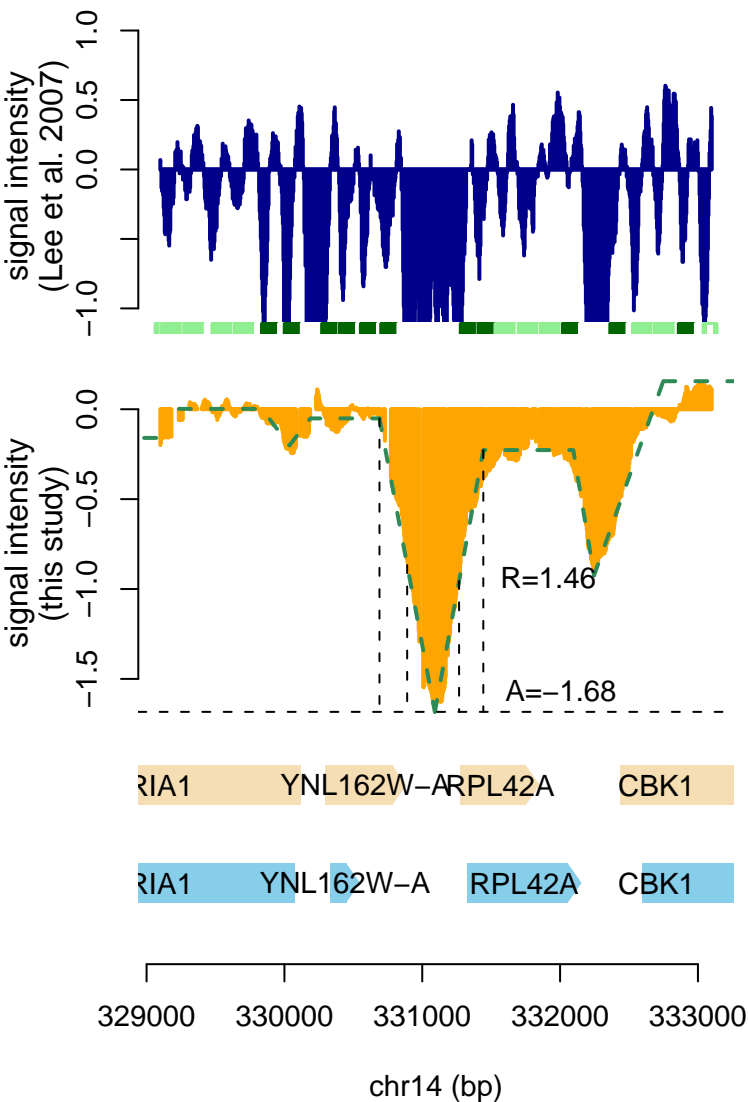 signal intensity
(Lee et al. 2007)
1.0
0.5
0.0
−1.0
signal intensity
(this study)
0.0
−0.5
−1.0
−1.5
R=1.46
A=−1.68
RIA1 YNL162W−A RPL42A CBK1
RIA1 YNL162W−A RPL42A CBK1
329000 330000 331000 332000 333000
chr14 (bp)